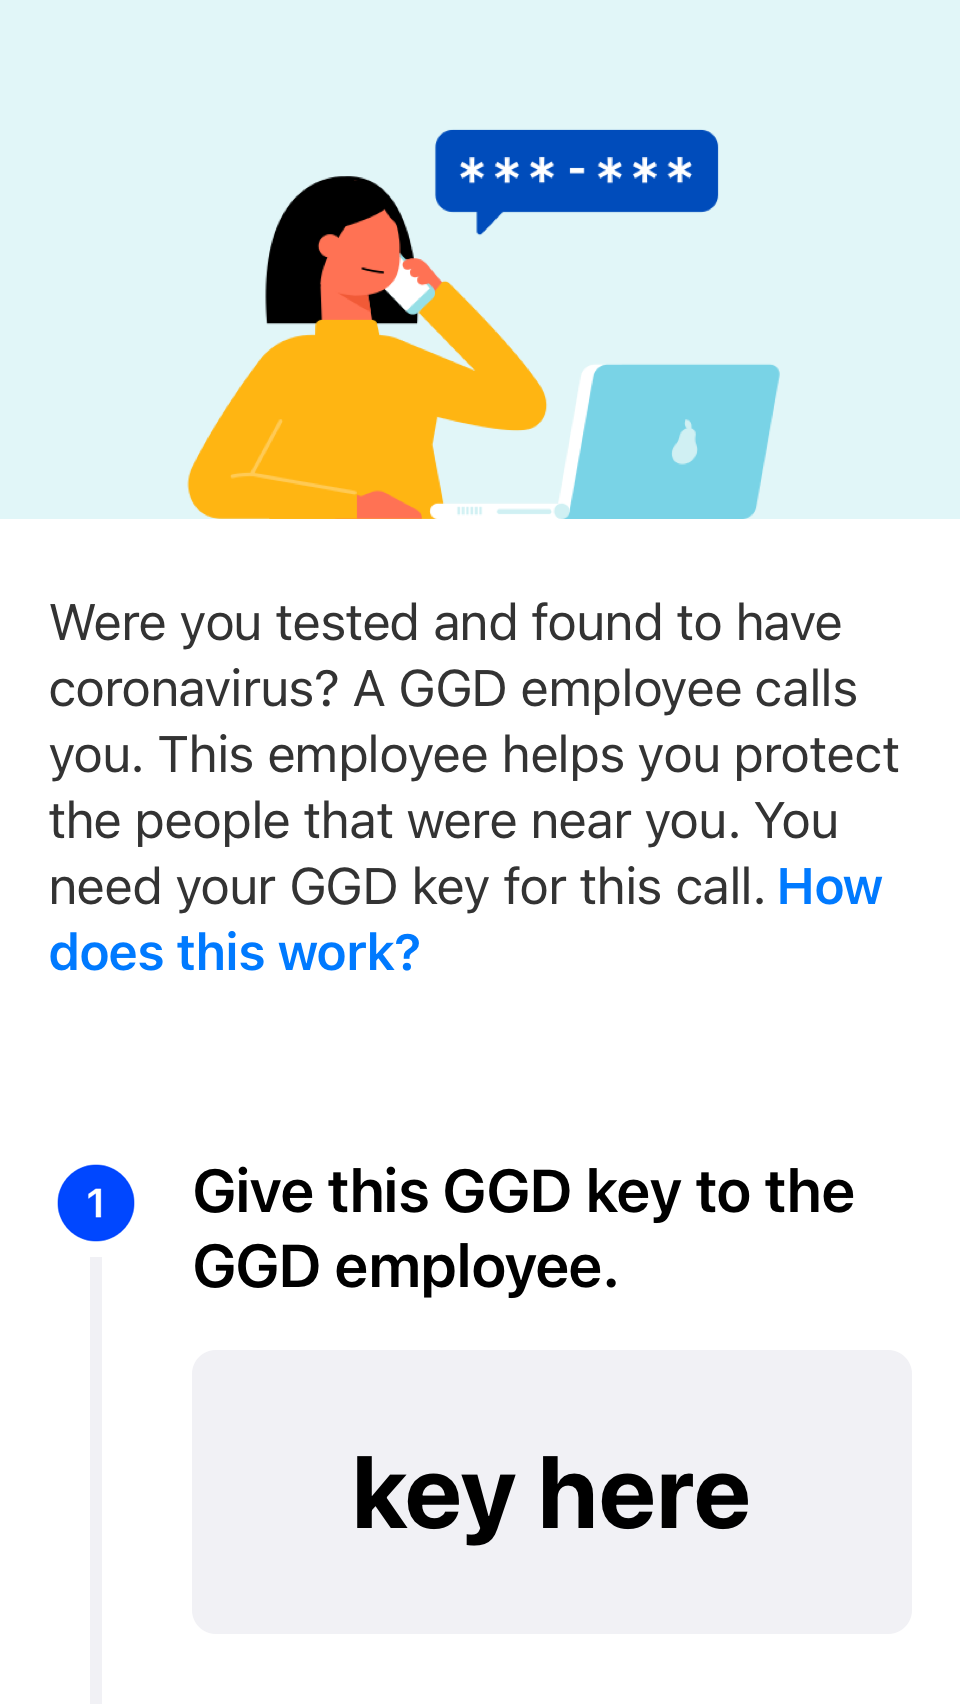 ***-***
Were you tested and found to have
coronavirus? A GGD employee calls
you. This employee helps you protect
the people that were near you. You
need your GGD key for this call. How
does this work?
1
Give this GGD key to the
GGD employee.
key here